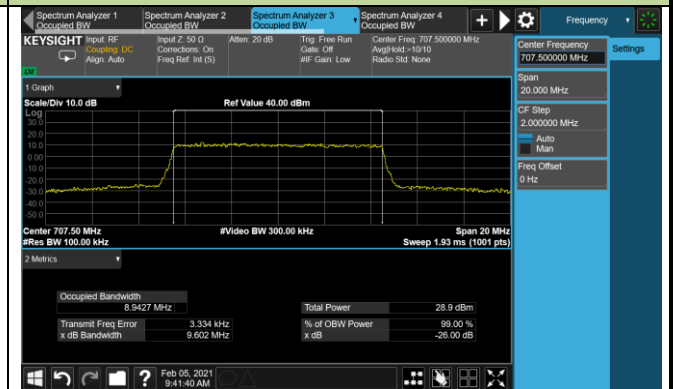 Spectrum Analyzer 1
Occupied BW
Spectrum Analyzer 2
Occupied BW
Spectrum Analyzer 3
Occupied BW
Spectrum Analyzer 4
Occupied BW
+
Frequency
KEYSIGHT
Input: RF
Coupling: DC
Align: Auto
Input Z: 50 Ω
Corrections: On
Freq Ref: Int (S)
Atten: 20 dB
Trig: Free Run
Gate: Off
#IF Gain: Low
Center Freq: 707.500000 MHz
Avg|Hold:>10/10
Radio Std: None
Center Frequency
707.500000 MHz
Settings
Span
20.000 MHz
CF Step
2.000000 MHz
Auto
Man
Freq Offset
0 Hz
1 Graph
Scale/Div 10.0 dB
Ref Value 40.00 dBm
Log
30.0
20.0
10.0
0.00
-10.0
-20.0
-30.0
-40.0
-50.0
Center 707.50 MHz
#Video BW 300.00 kHz
Span 20 MHz
#Res BW 100.00 kHz
Sweep 1.93 ms (1001 pts)
2 Metrics
Occupied Bandwidth
8.9427 MHz
Total Power
28.9 dBm
Transmit Freq Error
3.334 kHz
% of OBW Power
99.00 %
x dB Bandwidth
9.602 MHz
x dB
-26.00 dB
?
Feb 05, 2021
9:41:40 AM